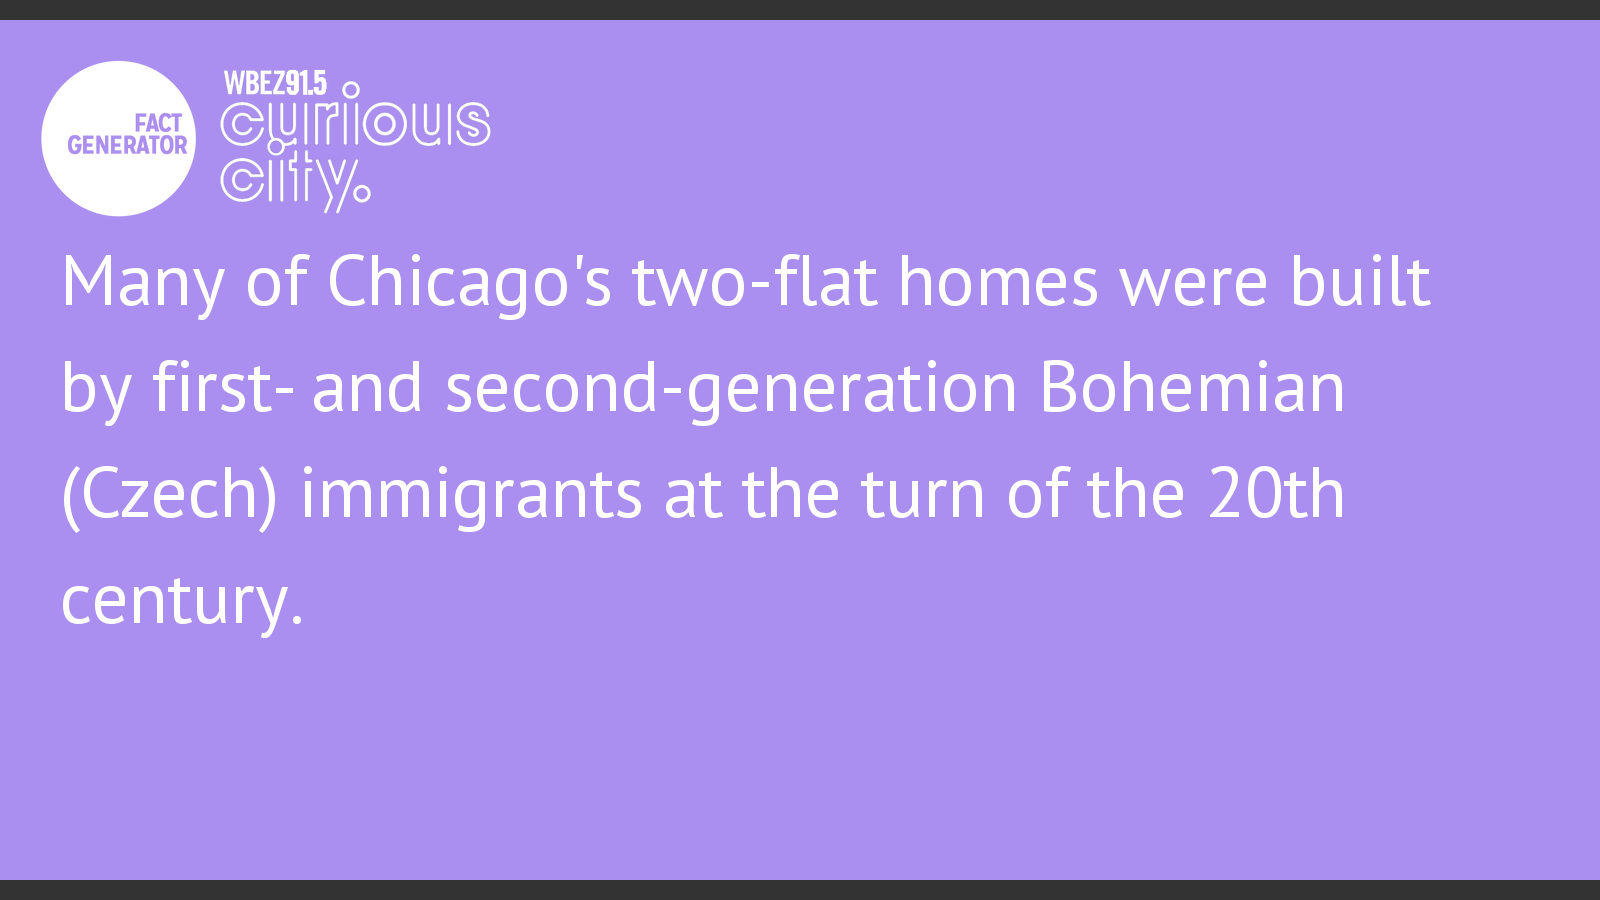 FACT
GENERATOR
WBEZ91.5
curious
city.
Many of Chicago's two-flat homes were built
by first- and second-generation Bohemian
(Czech) immigrants at the turn of the 20th
century.